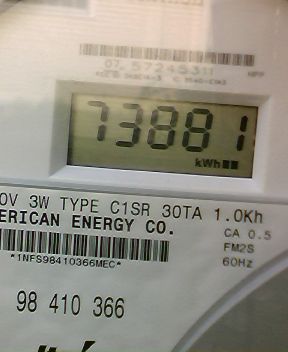 07 57245311
73881
kWh
0V 3W TYPE C1SR 30TA 1.0Kh
ERICAN ENERGY CO.
CA 0.5
FM2S
60Hz
*1NFS98410366MEC*
98 410 366